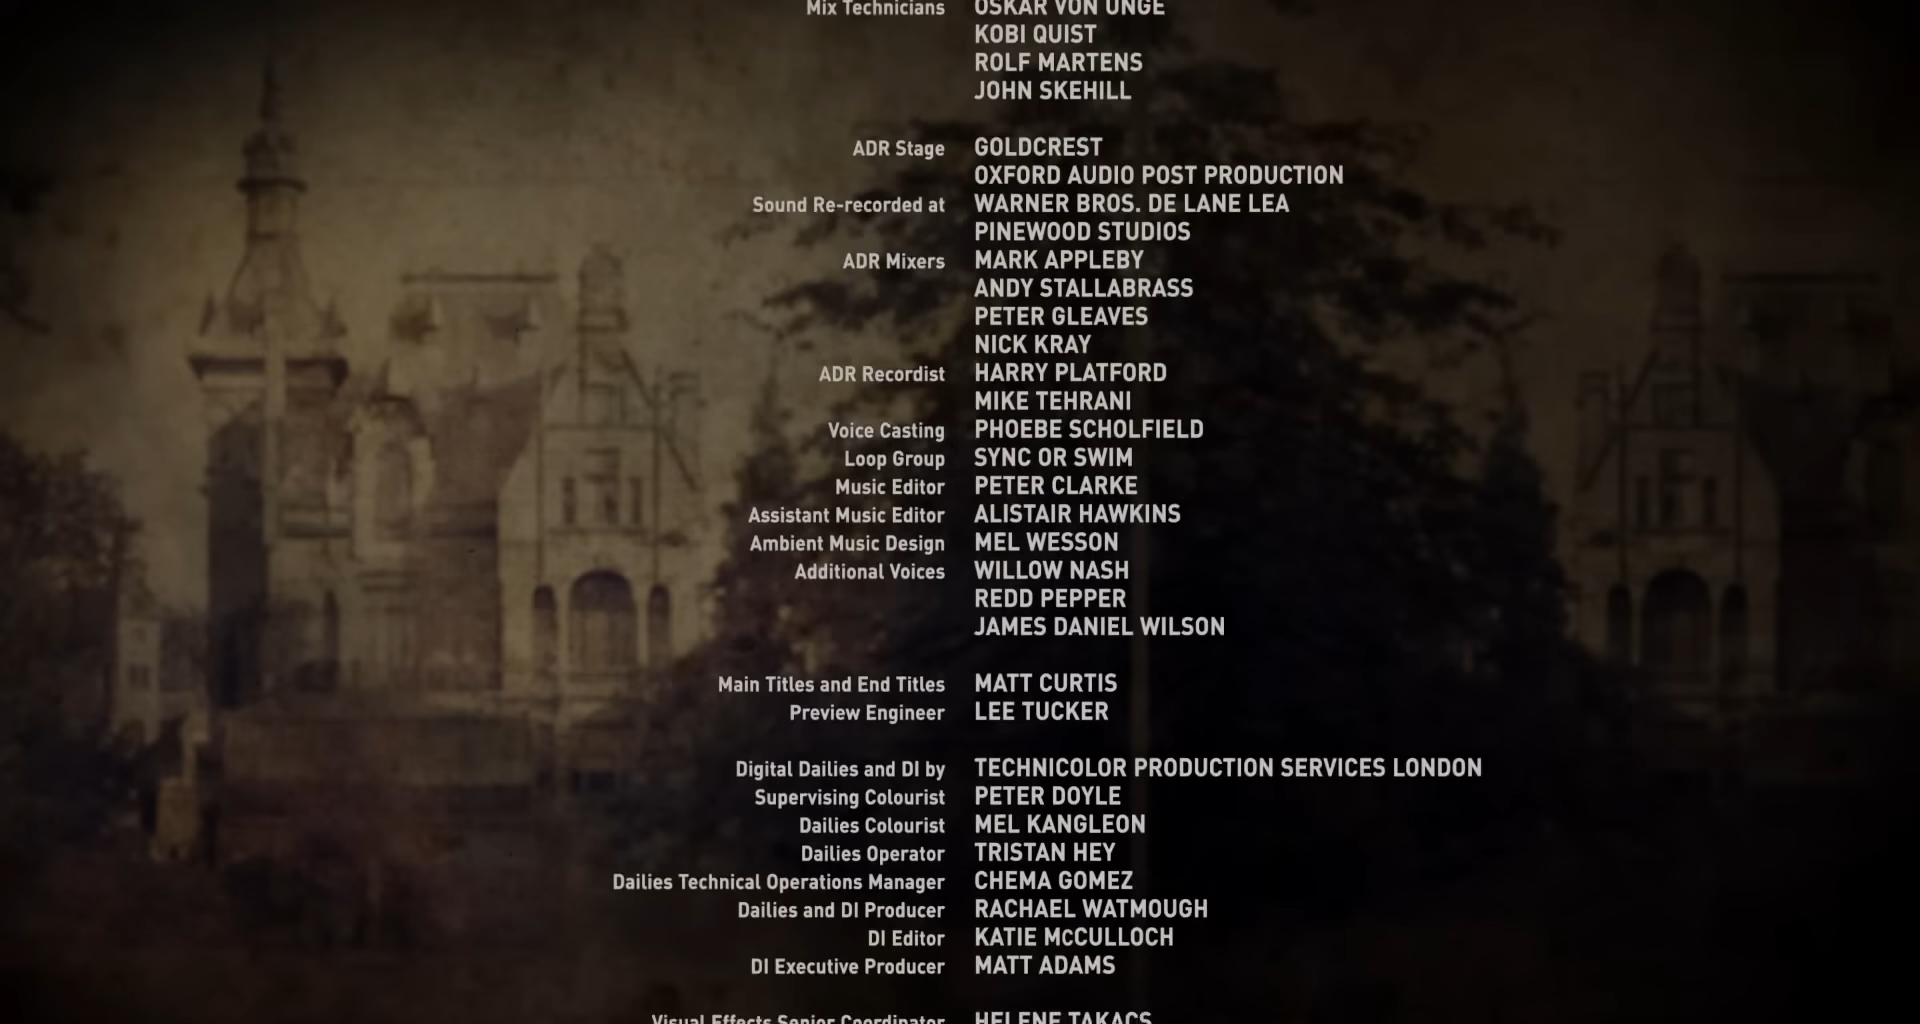 Mix Technicians OSKAR VON UNGE
KOBI QUIST
ROLF MARTENS
JOHN SKEHILL
ADR Stage GOLDCREST
OXFORD AUDIO POST PRODUCTION
Sound Re-recorded at WARNER BROS. DE LANE LEA
PINEWOOD STUDIOS
ADR Mixers MARK APPLEBY
ANDY STALLABRASS
PETER GLEAVES
NICK KRAY
ADR Recordist HARRY PLATFORD
MIKE TEHRANI
Voice Casting PHOEBE SCHOLFIELD
Loop Group SYNC OR SWIM
Music Editor PETER CLARKE
Assistant Music Editor ALISTAIR HAWKINS
Ambient Music Design MEL WESSON
Additional Voices WILLOW NASH
REDD PEPPER
JAMES DANIEL WILSON
Main Titles and End Titles MATT CURTIS
Preview Engineer LEE TUCKER
Digital Dailies and DI by TECHNICOLOR PRODUCTION SERVICES LONDON
Supervising Colourist PETER DOYLE
Dailies Colourist MEL KANGLEON
Dailies Operator TRISTAN HEY
Dailies Technical Operations Manager CHEMA GOMEZ
Dailies and DI Producer RACHAEL WATMOUGH
DI Editor KATIE McCULLOCH
DI Executive Producer MATT ADAMS
Visual Effects Senior Coordinator HELENE TAKACS